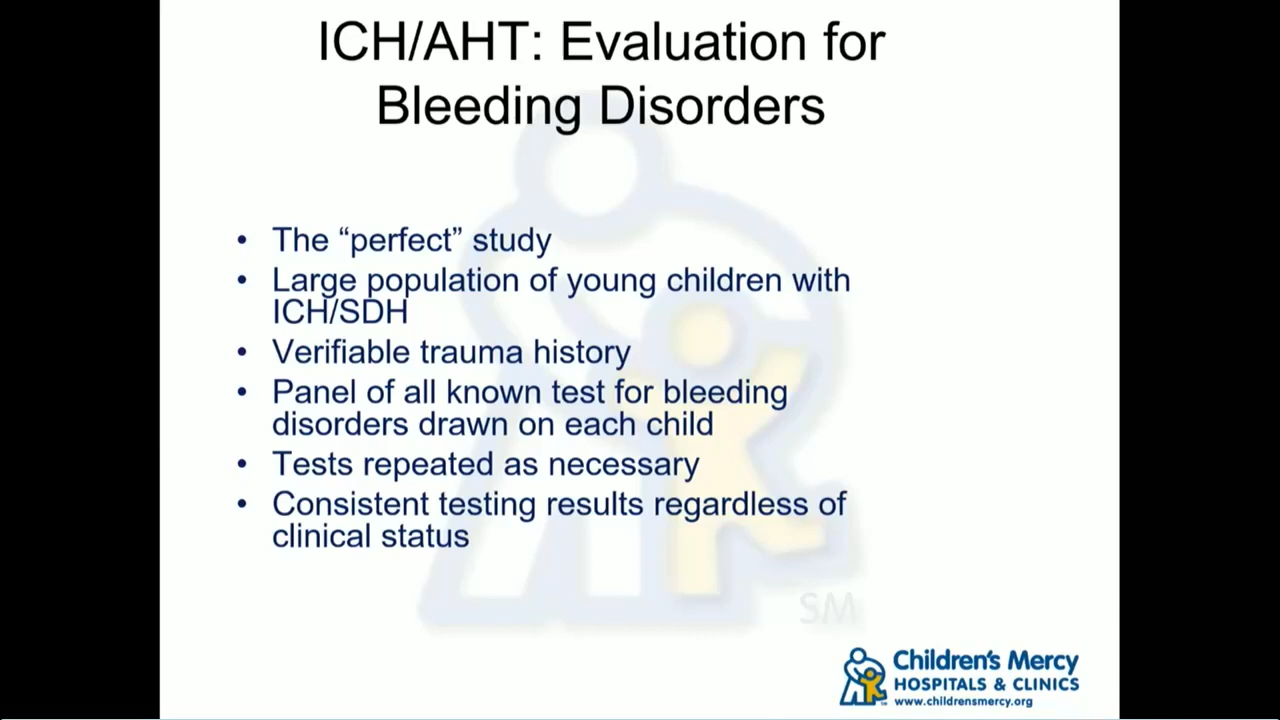 ICH/AHT: Evaluation for
Bleeding Disorders
• The “perfect” study
• Large population of young children with
ICH/SDH
• Verifiable trauma history
• Panel of all known test for bleeding
disorders drawn on each child
• Tests repeated as necessary
• Consistent testing results regardless of
clinical status
SM
Children's Mercy
HOSPITALS & CLINICS
www.childrensmercy.org